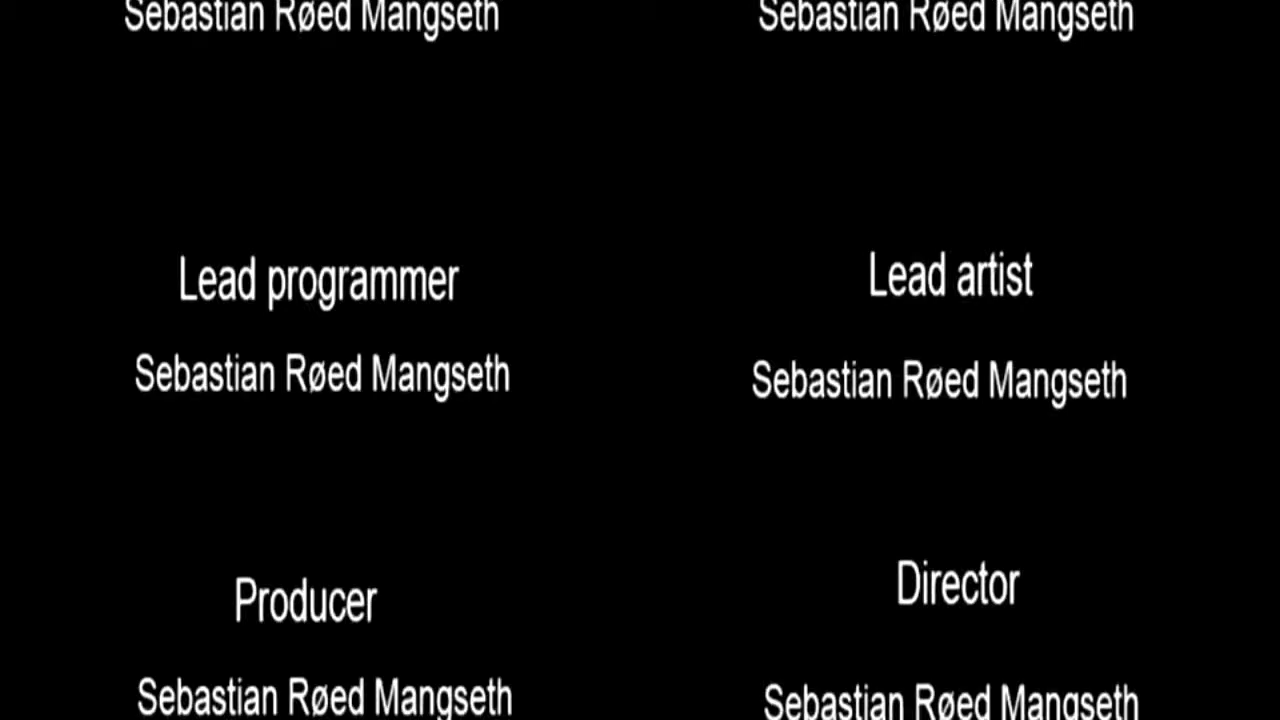 Sebastian Røed Mangseth
Sebastian Røed Mangseth
Lead programmer
Lead artist
Sebastian Røed Mangseth
Sebastian Røed Mangseth
Producer
Director
Sebastian Røed Mangseth
Sebastian Røed Mangseth